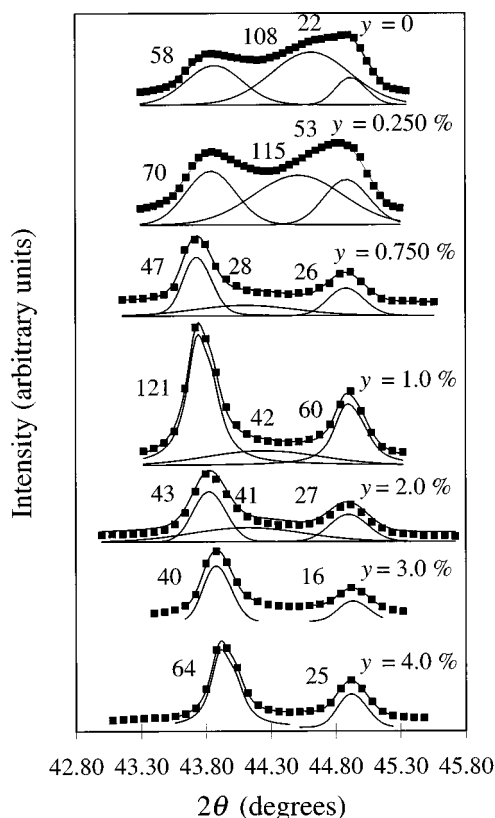 58 108 22 y = 0
70 115 53 y = 0.250 %
47 28 26 y = 0.750 %
121 42 60 y = 1.0 %
43 41 27 y = 2.0 %
40 16 y = 3.0 %
64 25 y = 4.0 %
Intensity (arbitrary units)
42.80 43.30 43.80 44.30 44.80 45.30 45.80
2θ (degrees)